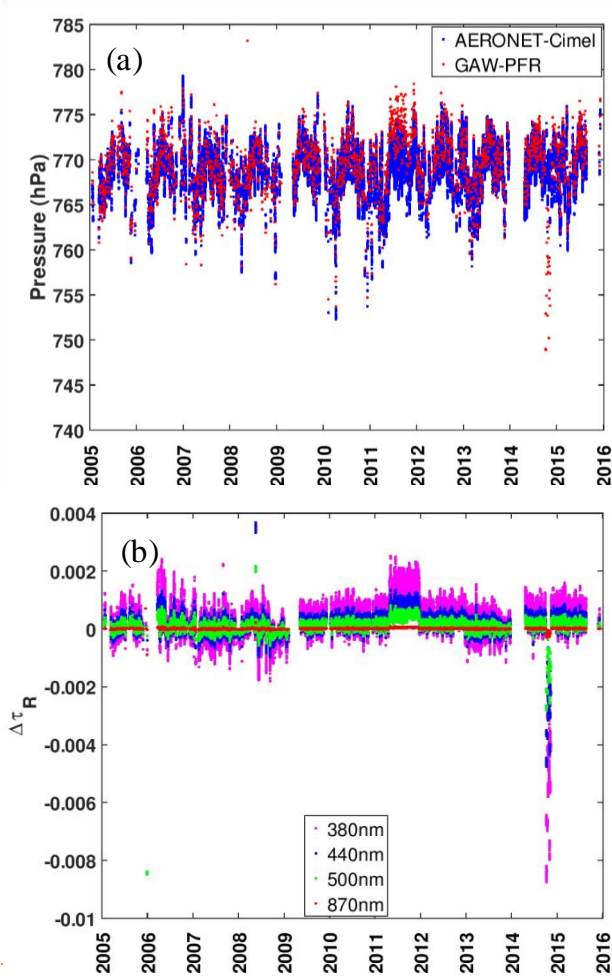 785
780
775
770
765
760
755
750
745
740
Pressure (hPa)
(a)
AERONET-Cimel
GAW-PFR
2005 2006 2007 2008 2009 2010 2011 2012 2013 2014 2015 2016
0.004
0.002
0
-0.002
-0.004
-0.006
-0.008
-0.01
Δτ_R
(b)
380nm
440nm
500nm
870nm
2005 2006 2007 2008 2009 2010 2011 2012 2013 2014 2015 2016